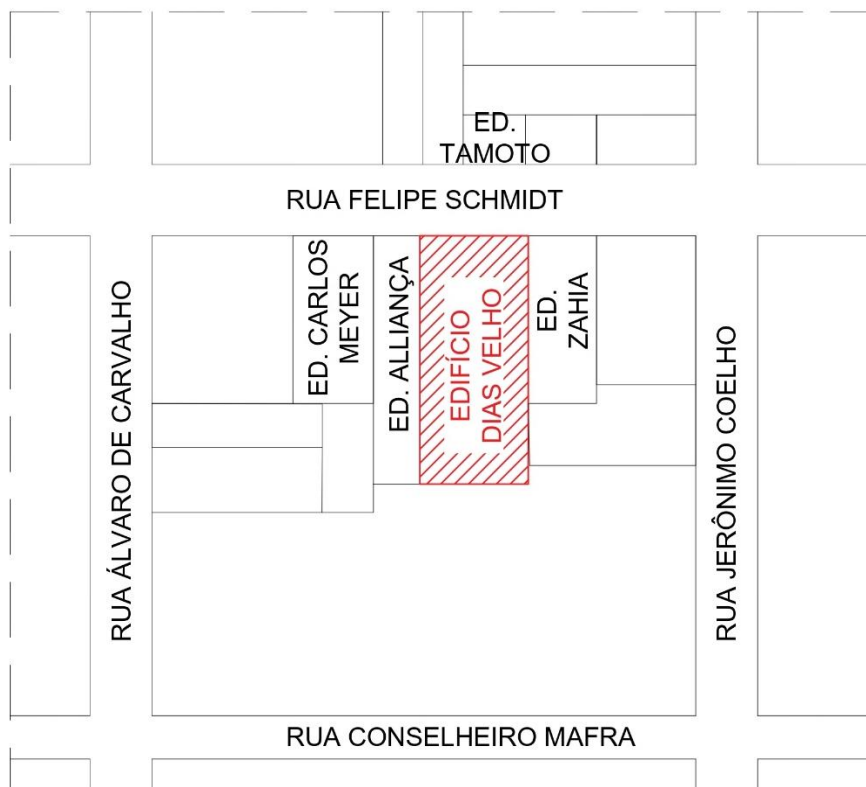 ED.
TAMOTO
RUA FELIPE SCHMIDT
RUA ÁLVARO DE CARVALHO
ED. CARLOS
MEYER
ED. ALLIANÇA
EDIFÍCIO
DIAS VELHO
ED.
ZAHIA
RUA JERÔNIMO COELHO
RUA CONSELHEIRO MAFRA